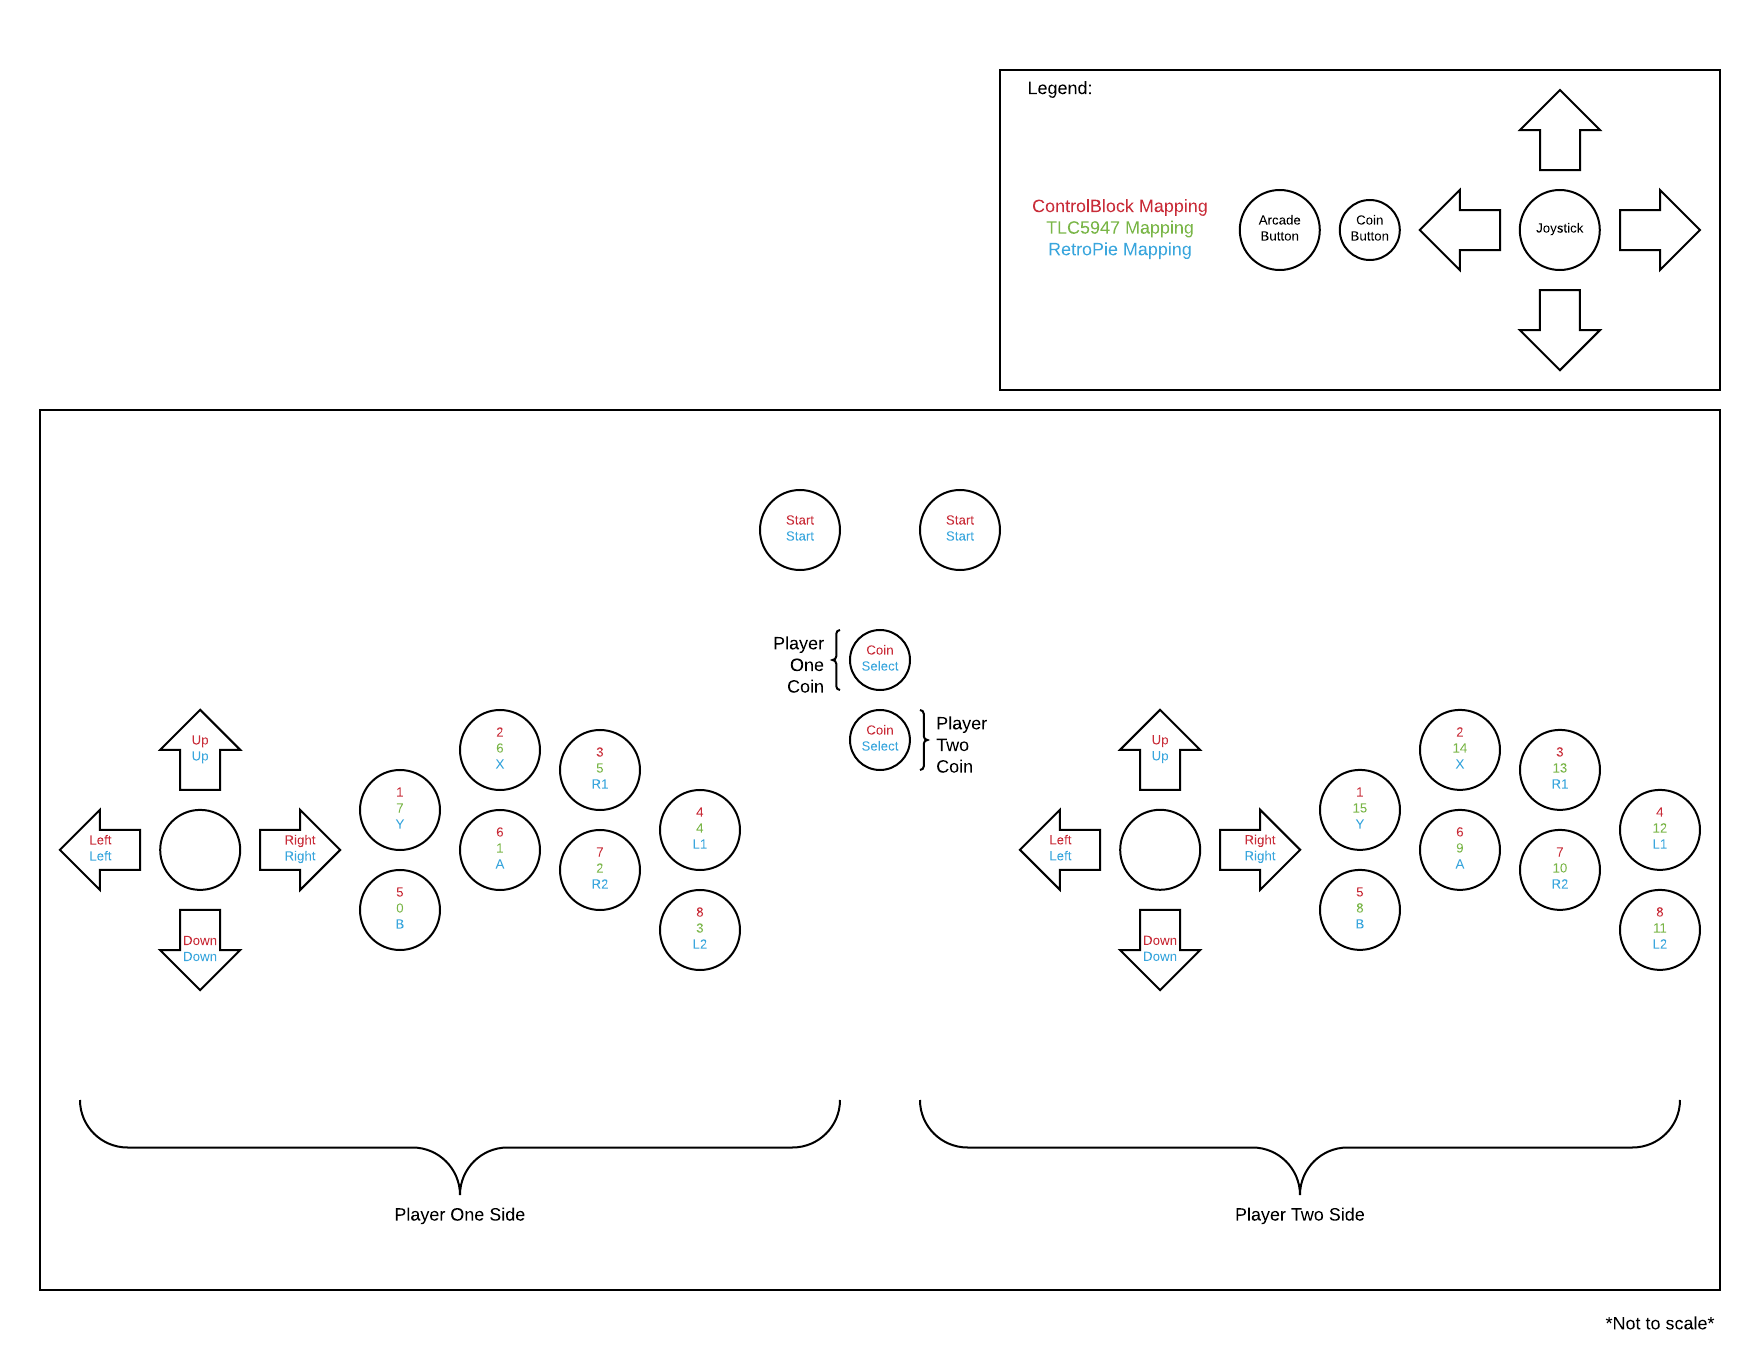 Legend:
ControlBlock Mapping
TLC5947 Mapping
RetroPie Mapping
Arcade
Button
Coin
Button
Joystick
Start
Start
Start
Start
Player
One
Coin
Coin
Select
Coin
Select
Player
Two
Coin
Up
Up
Left
Left
Right
Right
Down
Down
1
7
Y
2
6
X
3
5
R1
4
4
L1
5
0
B
6
1
A
7
2
R2
8
3
L2
Up
Up
Left
Left
Right
Right
Down
Down
1
15
Y
2
14
X
3
13
R1
4
12
L1
5
8
B
6
9
A
7
10
R2
8
11
L2
Player One Side
Player Two Side
*Not to scale*